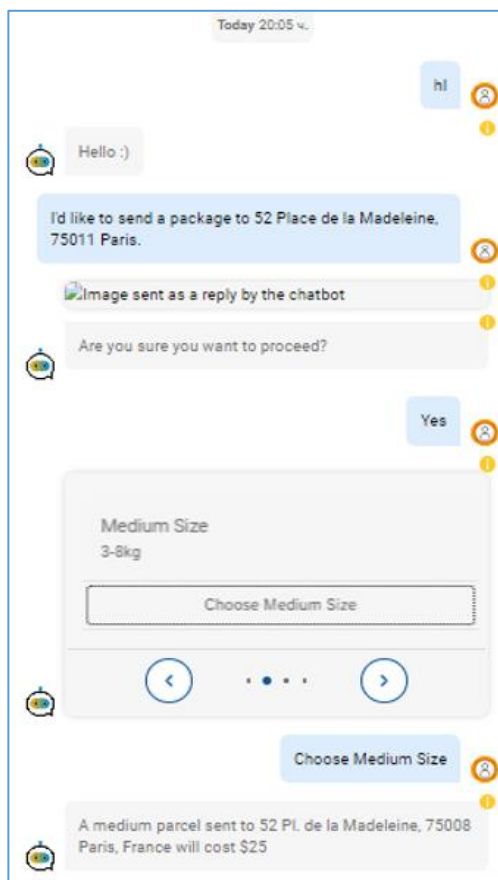 Today 20:05 ч.
hI
Hello :)
I'd like to send a package to 52 Place de la Madeleine,
75011 Paris.
Image sent as a reply by the chatbot
Are you sure you want to proceed?
Yes
Medium Size
3-8kg
Choose Medium Size
Choose Medium Size
A medium parcel sent to 52 Pl. de la Madeleine, 75008
Paris, France will cost $25